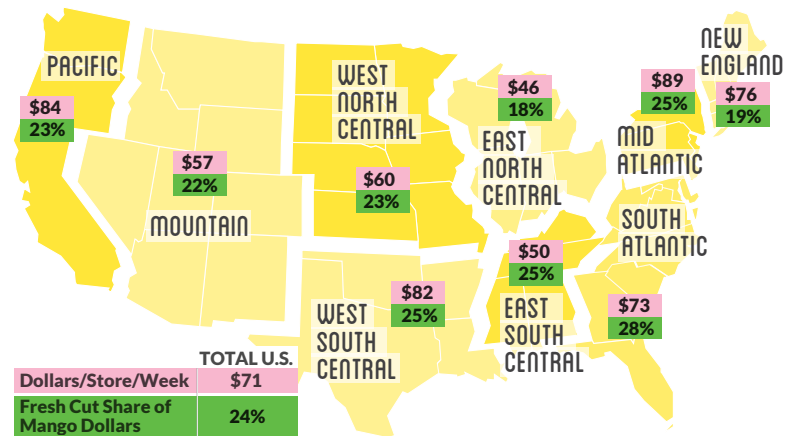 PACIFIC
$84
23%
$57
22%
MOUNTAIN
WEST
NORTH
CENTRAL
$60
23%
$46
18%
EAST
NORTH
CENTRAL
NEW
ENGLAND
$76
19%
$89
25%
MID
ATLANTIC
SOUTH
ATLANTIC
$73
28%
$50
25%
EAST
SOUTH
CENTRAL
$82
25%
WEST
SOUTH
CENTRAL
TOTAL U.S.
Dollars/Store/Week $71
Fresh Cut Share of
Mango Dollars 24%